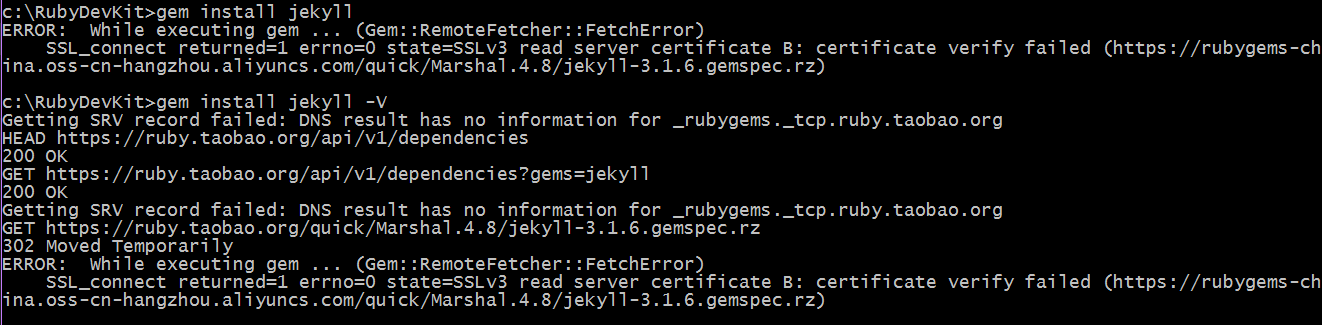 c:\RubyDevKit>gem install jekyll
ERROR:  While executing gem ... (Gem::RemoteFetcher::FetchError)
    SSL_connect returned=1 errno=0 state=SSLv3 read server certificate B: certificate verify failed (https://rubygems-ch
ina.oss-cn-hangzhou.aliyuncs.com/quick/Marshal.4.8/jekyll-3.1.6.gemspec.rz)
c:\RubyDevKit>gem install jekyll -V
Getting SRV record failed: DNS result has no information for _rubygems._tcp.ruby.taobao.org
HEAD https://ruby.taobao.org/api/v1/dependencies
200 OK
GET https://ruby.taobao.org/api/v1/dependencies?gems=jekyll
200 OK
Getting SRV record failed: DNS result has no information for _rubygems._tcp.ruby.taobao.org
GET https://ruby.taobao.org/quick/Marshal.4.8/jekyll-3.1.6.gemspec.rz
302 Moved Temporarily
ERROR:  While executing gem ... (Gem::RemoteFetcher::FetchError)
    SSL_connect returned=1 errno=0 state=SSLv3 read server certificate B: certificate verify failed (https://rubygems-ch
ina.oss-cn-hangzhou.aliyuncs.com/quick/Marshal.4.8/jekyll-3.1.6.gemspec.rz)